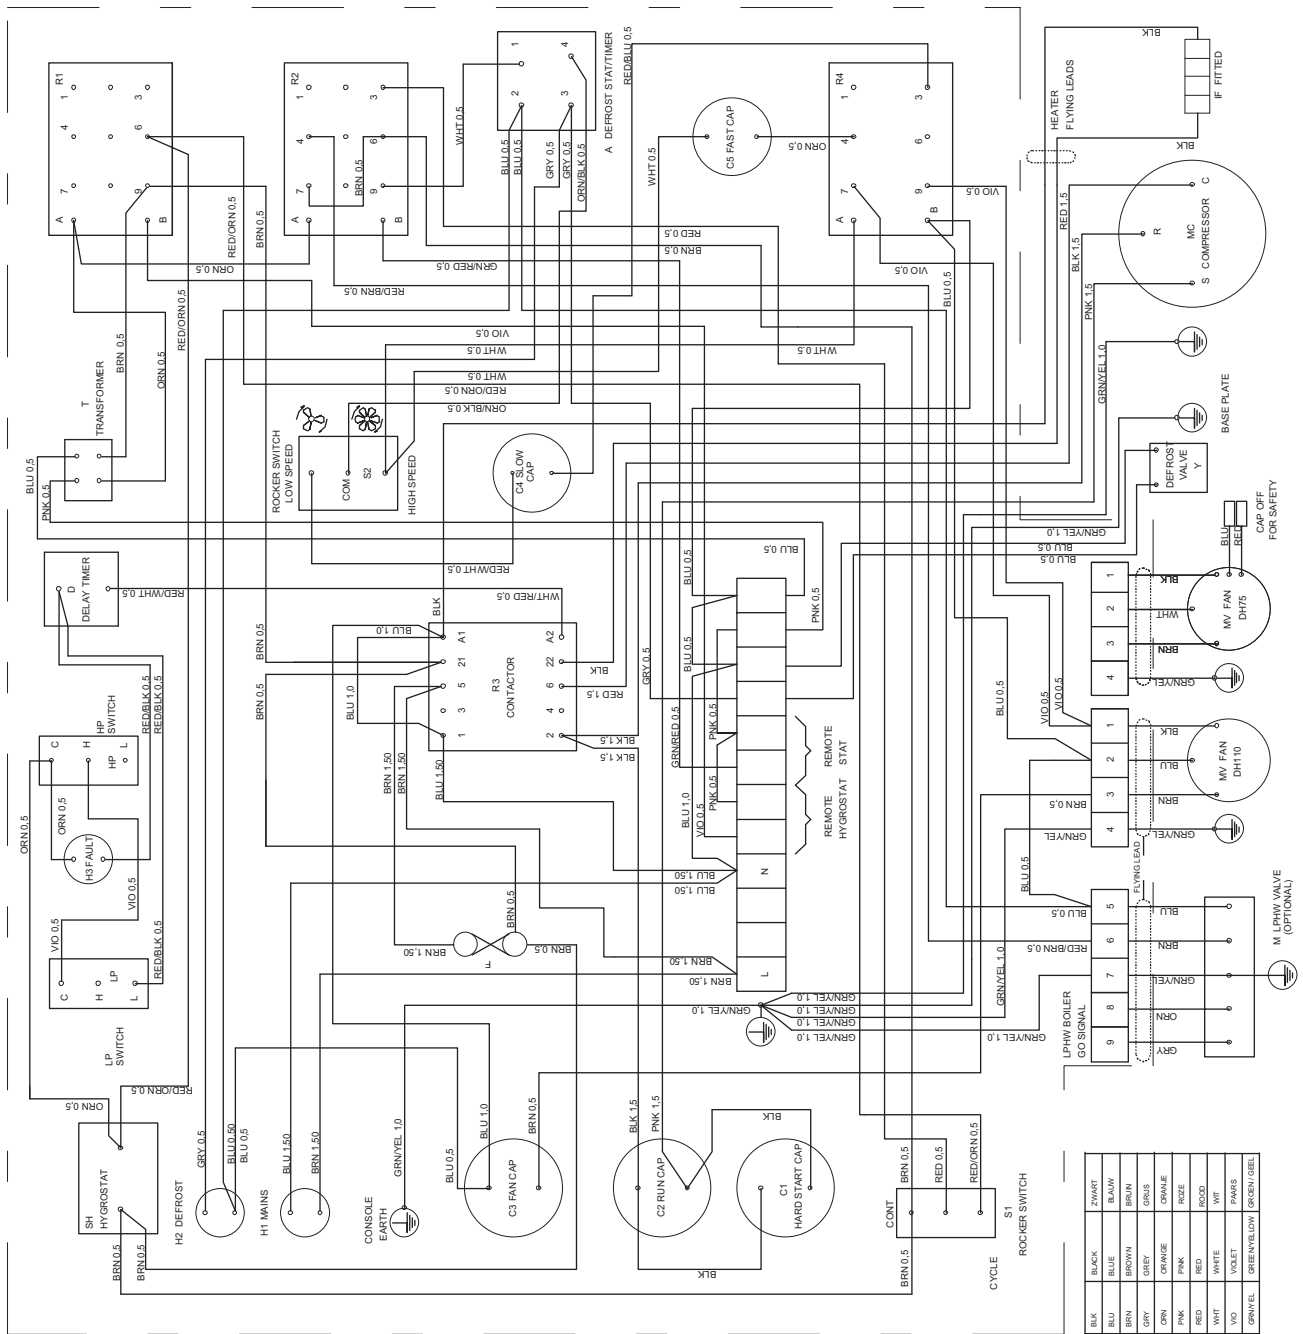 R1
1
4
7
A
3
6
9
B
R2
1
4
7
A
3
6
9
B
1
2
4
3
A DEFROST STAT/TIMER
RED/BLU 0,5
R4
1
4
7
A
3
6
9
B
C5 FAST CAP
HEATER
FLYING LEADS
BLK
IF FITTED
BLK
MC
COMPRESSOR
S
R
C
WHT 0,5
BLU 0,5
BLU 0,5
GRY 0,5
GRY 0,5
ORN/BLK 0,5
BRN 0,5
WHT 0,5
ORN 0,5
VIO 0,5
VIO 0,5
BLU 0,5
RED 1,5
BLK 1,5
PNK 1,5
RED/ORN 0,5
BRN 0,5
ORN 0,5
RED 0,5
BRN 0,5
GRN/RED 0,5
RED/BRN 0,5
VIO 0,5
WHT 0,5
WHT 0,5
RED/ORN 0,5
ORN/BLK 0,5
WHT 0,5
RED/ORN 0,5
BRN 0,5
ORN 0,5
T
TRANSFORMER
BLU 0,5
PNK 0,5
ROCKER SWITCH
LOW SPEED
COM
S2
HIGH SPEED
C4 SLOW
CAP
GRN/YEL 1,0
BASE PLATE
DEFROST
VALVE
Y
GRN/YEL 1,0
BLU 0,5
BLU 0,5
BLU
RED
CAP OFF
FOR SAFETY
D
DELAY TIMER
RED/WHT 0,5
RED/WHT 0,5
WHT/RED 0,5
BLU 0,5
PNK 0,5
BLU 0,5
BLK
BLU 1,0
BRN 0,5
BRN 0,5
BLU 1,0
A1
21
5
3
1
A2
22
6
4
2
R3
CONTACTOR
BLK
RED 1,5
BLK 1,5
BLK 1,5
GRY 0,5
BLU 0,5
GRN/RED 0,5
PNK 0,5
PNK 0,5
BLU 1,0
VIO 0,5
REMOTE
STAT
REMOTE
HYGROSTAT
BLU 0,5
VIO 0,5
VIO 0,5
1
2
3
4
BLK
WHT
BRN
GRN/YEL
MV FAN
DH75
1
2
3
4
BLK
BLU
BRN
GRN/YEL
MV FAN
DH110
BRN 0,5
GRN/YEL
HP
SWITCH
C
H
L
HP
RED/BLK 0,5
RED/BLK 0,5
ORN 0,5
ORN 0,5
H3 FAULT
VIO 0,5
VIO 0,5
C
H
L
LP
RED/BLK 0,5
LP
SWITCH
BRN 1,50
BRN 1,50
BLU 1,50
BLU 1,50
BLU 1,50
N
L
BRN 0,5
BRN 1,50
BRN 0,5
F
BRN 1,50
BRN 1,50
BLU 0,5
BLU 0,5
FLYING LEAD
RED/BRN 0,5
GRN/YEL 1,0
5
6
7
8
9
BLU
BRN
GRN/YEL
ORN
GRY
M LPHW VALVE
(OPTIONAL)
LPHW BOILER
GO SIGNAL
GRN/YEL 1,0
GRN/YEL 1,0
GRN/YEL 1,0
GRN/YEL 1,0
GRN/YEL 1,0
GRN/YEL 1,0
ORN 0,5
RED/ORN 0,5
SH
HYGROSTAT
BRN 0,5
BRN 0,5
GRY 0,5
BLU 0,50
BLU 0,5
H2 DEFROST
BLU 1,50
BRN 1,50
H1 MAINS
GRN/YEL 1,0
CONSOLE
EARTH
BLU 0,5
BLU 1,0
BRN 0,5
C3 FAN CAP
BLK 1,5
PNK 1,5
C2 RUN CAP
BLK
BLK
C1
HARD START CAP
BRN 0,5
RED 0,5
RED/ORN 0,5
CONT
S1
ROCKER SWITCH
CYCLE
BRN 0,5
BLK BLACK ZWART
BLU BLUE BLAUW
BRN BROWN BRUIN
GRY GREY GRIJS
ORN ORANGE ORANJE
PNK PINK ROZE
RED RED ROOD
WHT WHITE WIT
VIO VIOLET PAARS
GRN/YEL GREEN/YELLOW GROEN / GEEL